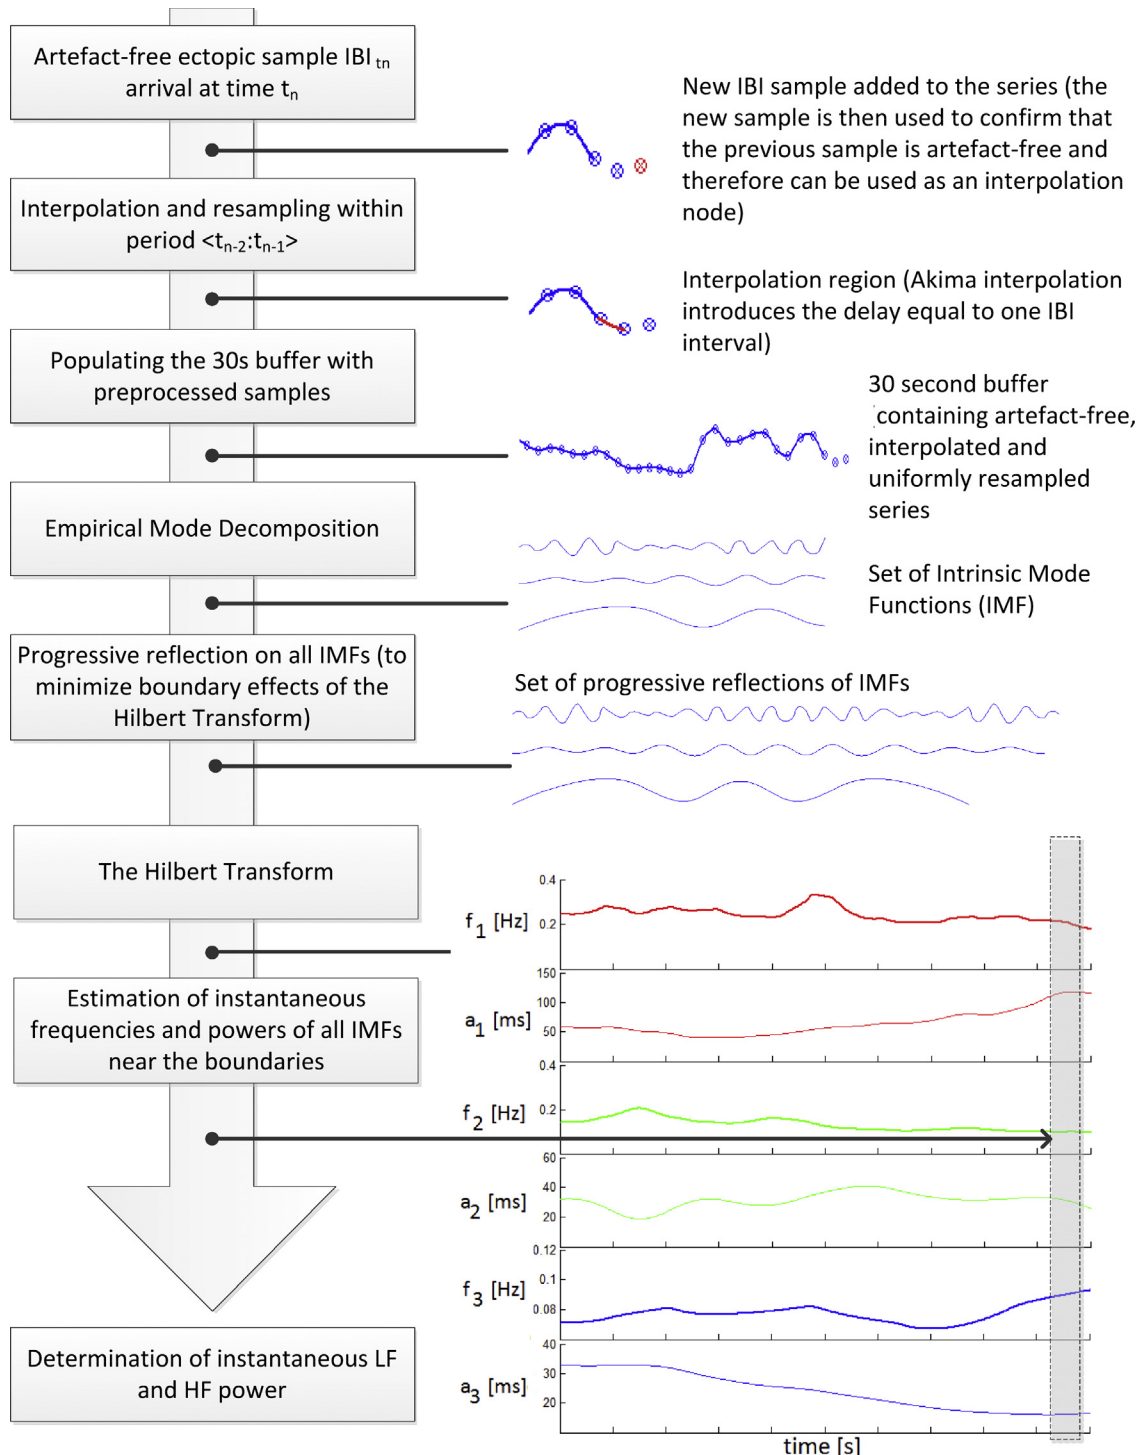 Artefact-free ectopic sample IBI tn
arrival at time tn
New IBI sample added to the series (the
new sample is then used to confirm that
the previous sample is artefact-free and
therefore can be used as an interpolation
node)
Interpolation and resampling within
period <tn-2:tn-1>
Interpolation region (Akima interpolation
introduces the delay equal to one IBI
interval)
Populating the 30s buffer with
preprocessed samples
30 second buffer
containing artefact-free,
interpolated and
uniformly resampled
series
Empirical Mode Decomposition
Set of Intrinsic Mode
Functions (IMF)
Progressive reflection on all IMFs (to
minimize boundary effects of the
Hilbert Transform)
Set of progressive reflections of IMFs
The Hilbert Transform
0.4
f1 [Hz]
0.2
Estimation of instantaneous
frequencies and powers of all IMFs
near the boundaries
150
100
a1 [ms]
50
0.4
f2 [Hz]
0.2
60
40
a2 [ms]
20
0.12
0.1
f3 [Hz]
0.08
Determination of instantaneous LF
and HF power
40
30
a3 [ms]
20
time [s]